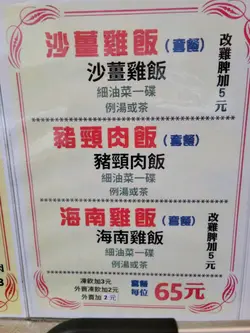 沙薑雞飯 (套餐)
沙薑雞飯
細油菜一碟
例湯或茶
改雞脾加5元
豬頸肉飯 (套餐)
豬頸肉飯
細油菜一碟
例湯或茶
海南雞飯 (套餐)
海南雞飯
細油菜一碟
例湯或茶
改雞脾加5元
凍飲加3元
外賣凍飲加2元
外賣加2元
套餐
每位 65元